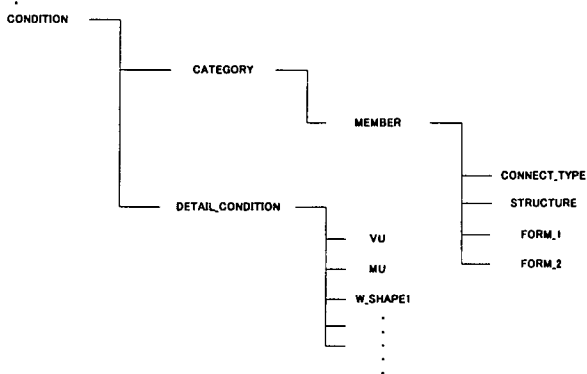 CONDITION
CATEGORY
MEMBER
CONNECT_TYPE
DETAIL_CONDITION
STRUCTURE
VU
FORM_1
MU
FORM_2
W_SHAPE1